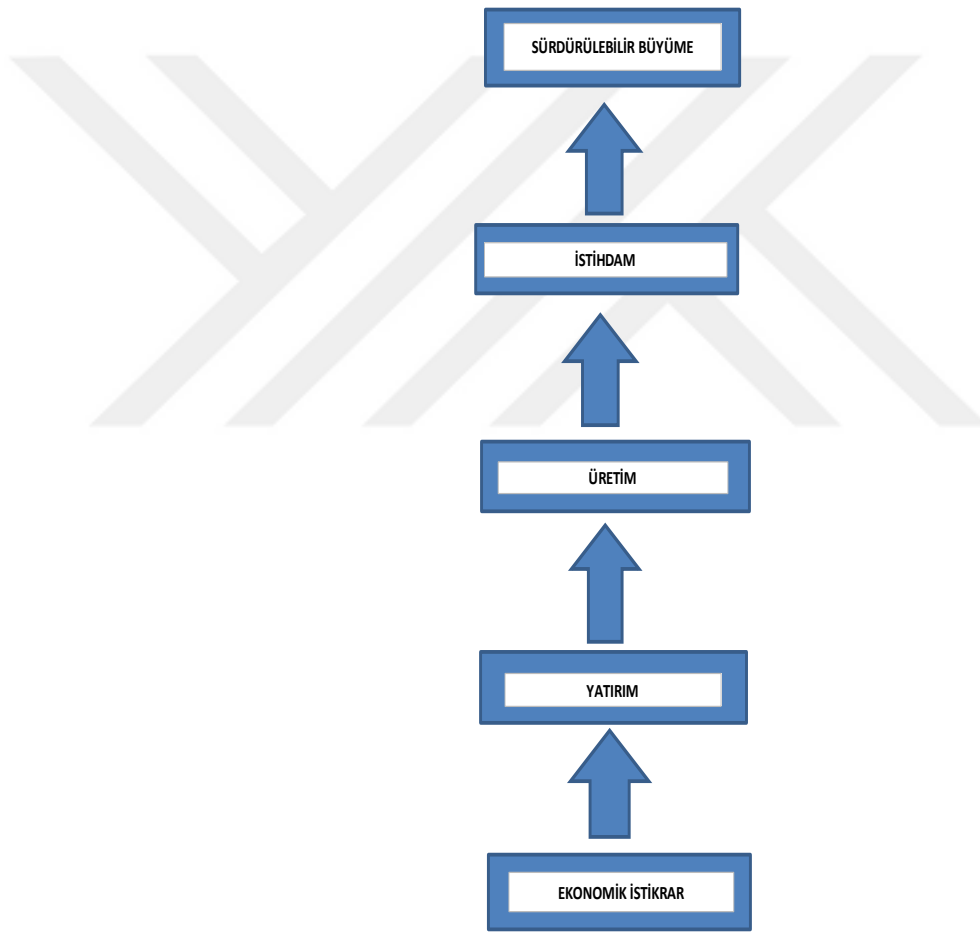 SÜRDÜRÜLEBİLİR BÜYÜME
İSTİHDAM
ÜRETİM
YATIRIM
EKONOMİK İSTİKRAR